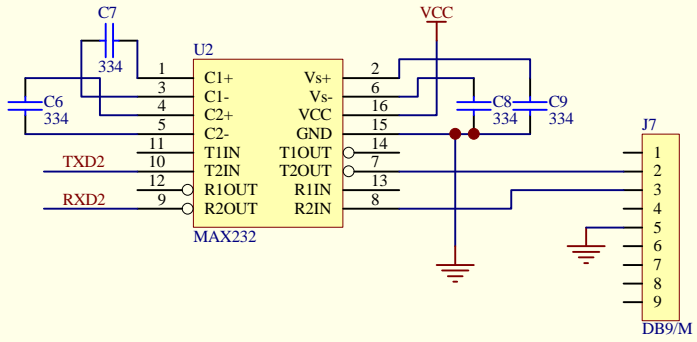 C7
334
VCC
U2
C6
334
1 C1+ Vs+ 2
3 C1- Vs- 6
4 C2+ VCC 16
5 C2- GND 15
11 T1IN T1OUT 14
TXD2 10 T2IN T2OUT 7
12 R1OUT R1IN 13
RXD2 9 R2OUT R2IN 8
MAX232
C8
334
C9
334
J7
1
2
3
4
5
6
7
8
9
DB9/M